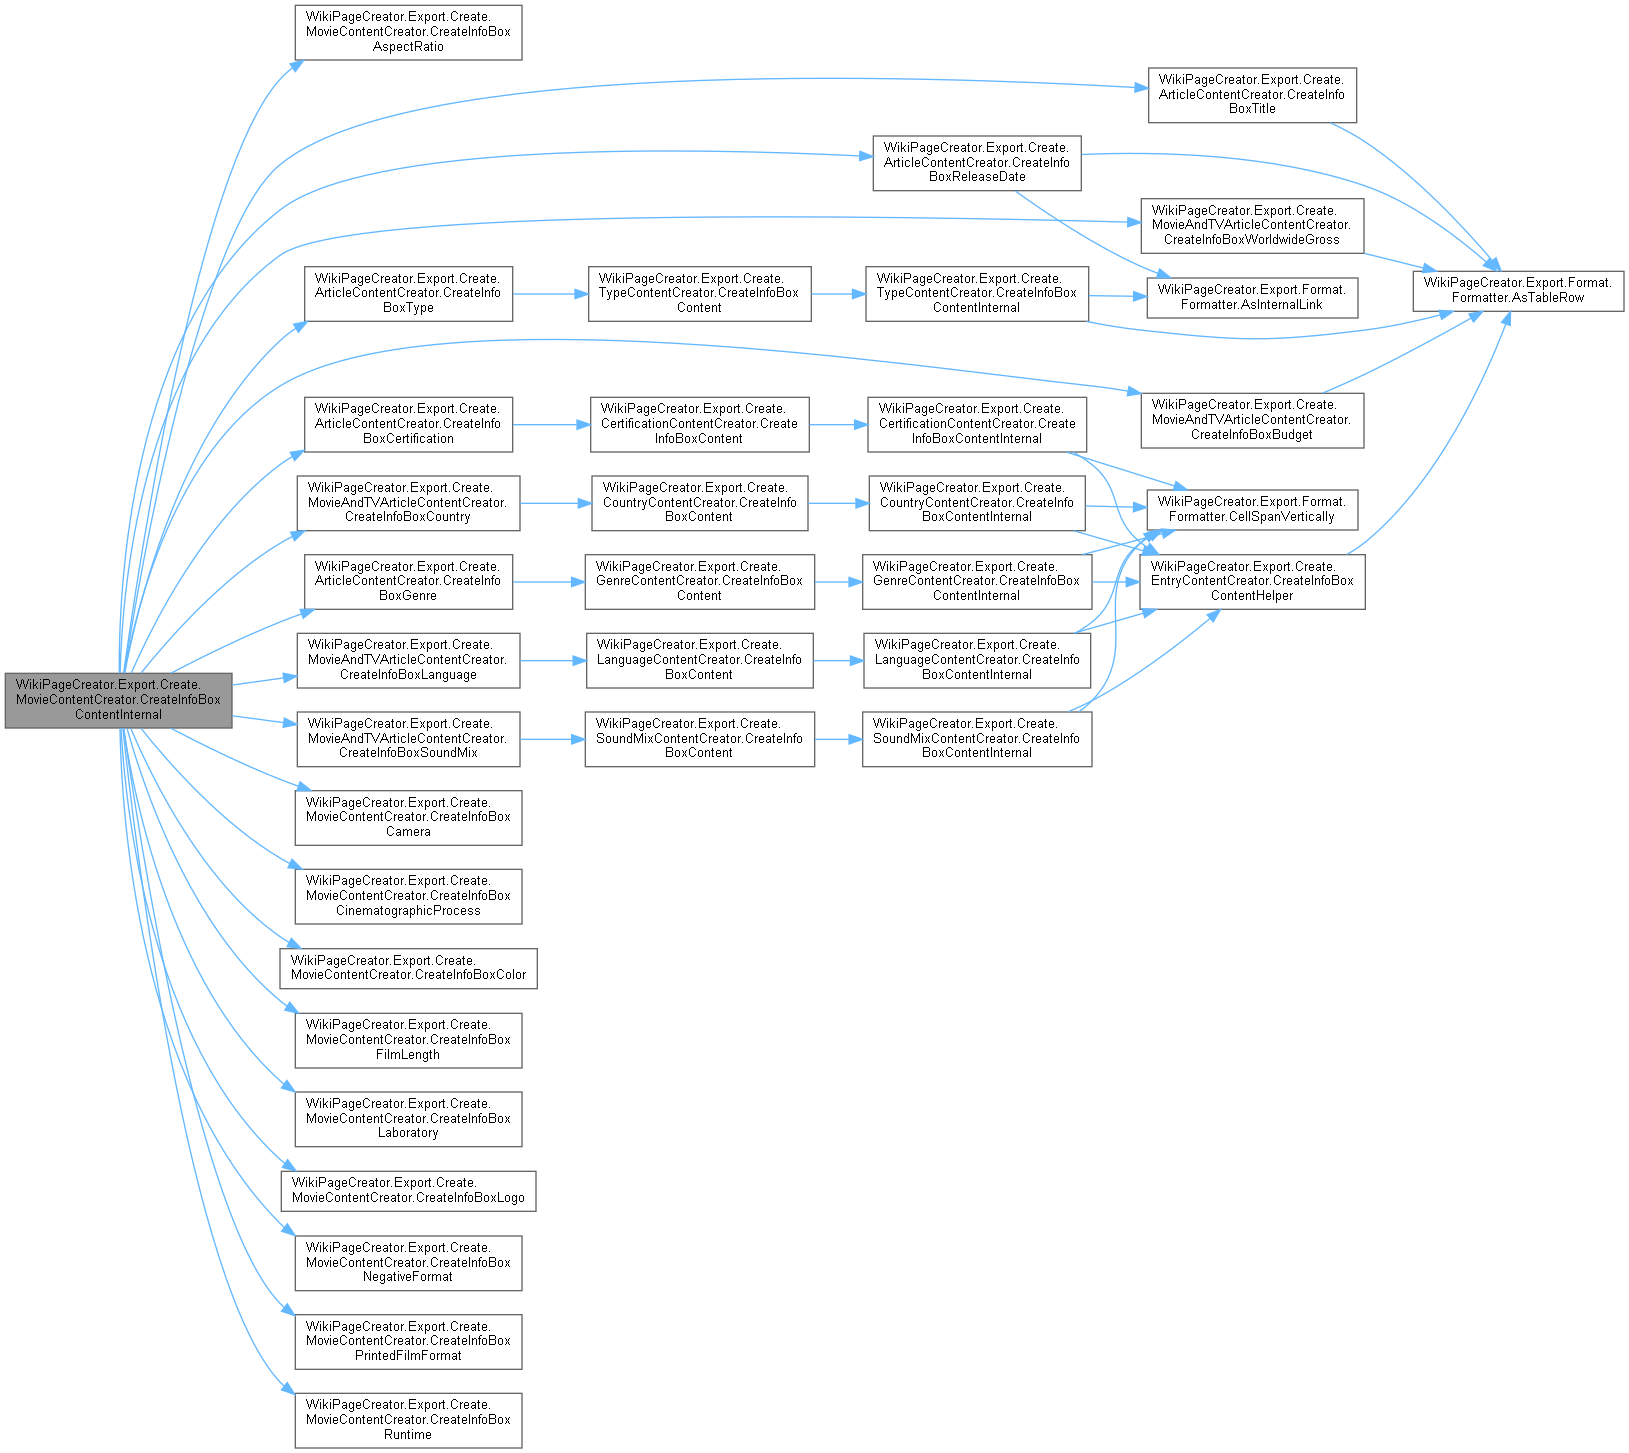 WikiPageCreator.Export.Create.
MovieContentCreator.CreateInfoBox
AspectRatio
WikiPageCreator.Export.Create.
ArticleContentCreator.CreateInfo
BoxTitle
WikiPageCreator.Export.Create.
ArticleContentCreator.CreateInfo
BoxReleaseDate
WikiPageCreator.Export.Create.
MovieAndTVArticleContentCreator.
CreateInfoBoxWorldwideGross
WikiPageCreator.Export.Create.
ArticleContentCreator.CreateInfo
BoxType
WikiPageCreator.Export.Create.
TypeContentCreator.CreateInfoBox
Content
WikiPageCreator.Export.Create.
TypeContentCreator.CreateInfoBox
ContentInternal
WikiPageCreator.Export.Format.
Formatter.AsInternalLink
WikiPageCreator.Export.Format.
Formatter.AsTableRow
WikiPageCreator.Export.Create.
ArticleContentCreator.CreateInfo
BoxCertification
WikiPageCreator.Export.Create.
CertificationContentCreator.Create
InfoBoxContent
WikiPageCreator.Export.Create.
CertificationContentCreator.Create
InfoBoxContentInternal
WikiPageCreator.Export.Create.
MovieAndTVArticleContentCreator.
CreateInfoBoxBudget
WikiPageCreator.Export.Create.
MovieAndTVArticleContentCreator.
CreateInfoBoxCountry
WikiPageCreator.Export.Create.
CountryContentCreator.CreateInfo
BoxContent
WikiPageCreator.Export.Create.
CountryContentCreator.CreateInfo
BoxContentInternal
WikiPageCreator.Export.Format.
Formatter.CellSpanVertically
WikiPageCreator.Export.Create.
ArticleContentCreator.CreateInfo
BoxGenre
WikiPageCreator.Export.Create.
GenreContentCreator.CreateInfoBox
Content
WikiPageCreator.Export.Create.
GenreContentCreator.CreateInfoBox
ContentInternal
WikiPageCreator.Export.Create.
EntryContentCreator.CreateInfoBox
ContentHelper
WikiPageCreator.Export.Create.
MovieAndTVArticleContentCreator.
CreateInfoBoxLanguage
WikiPageCreator.Export.Create.
LanguageContentCreator.CreateInfo
BoxContent
WikiPageCreator.Export.Create.
LanguageContentCreator.CreateInfo
BoxContentInternal
WikiPageCreator.Export.Create.
MovieContentCreator.CreateInfoBox
ContentInternal
WikiPageCreator.Export.Create.
MovieAndTVArticleContentCreator.
CreateInfoBoxSoundMix
WikiPageCreator.Export.Create.
SoundMixContentCreator.CreateInfo
BoxContent
WikiPageCreator.Export.Create.
SoundMixContentCreator.CreateInfo
BoxContentInternal
WikiPageCreator.Export.Create.
MovieContentCreator.CreateInfoBox
Camera
WikiPageCreator.Export.Create.
MovieContentCreator.CreateInfoBox
CinematographicProcess
WikiPageCreator.Export.Create.
MovieContentCreator.CreateInfoBoxColor
WikiPageCreator.Export.Create.
MovieContentCreator.CreateInfoBox
FilmLength
WikiPageCreator.Export.Create.
MovieContentCreator.CreateInfoBox
Laboratory
WikiPageCreator.Export.Create.
MovieContentCreator.CreateInfoBoxLogo
WikiPageCreator.Export.Create.
MovieContentCreator.CreateInfoBox
NegativeFormat
WikiPageCreator.Export.Create.
MovieContentCreator.CreateInfoBox
PrintedFilmFormat
WikiPageCreator.Export.Create.
MovieContentCreator.CreateInfoBox
Runtime